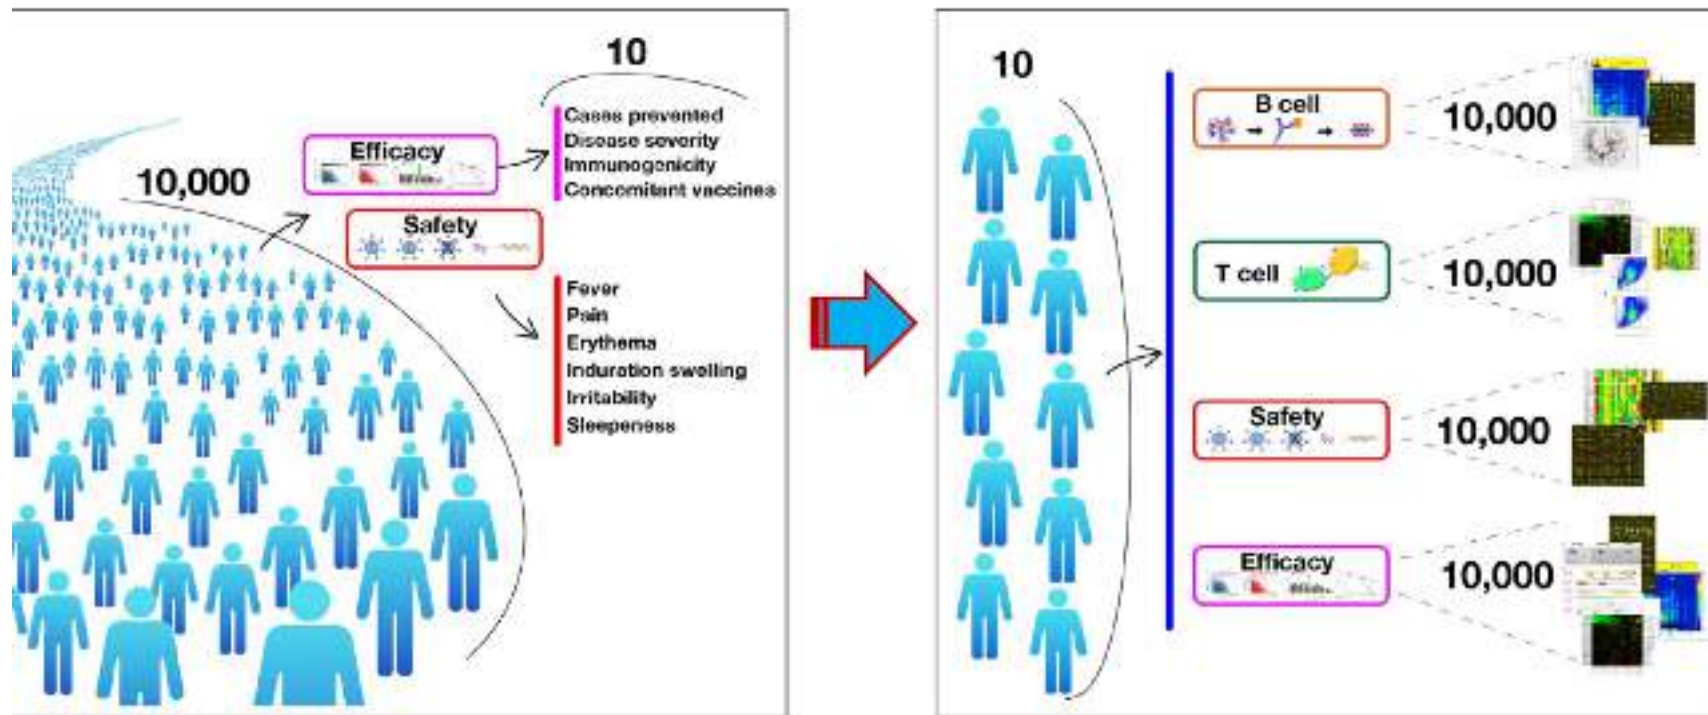 10
Cases prevented
Disease severity
Immunogenicity
Concomitant vaccines
Efficacy
10,000
Safety
Fever
Pain
Erythema
Induration swelling
Irritability
Sleepeness
10
B cell
10,000
T cell
10,000
Safety
10,000
Efficacy
10,000